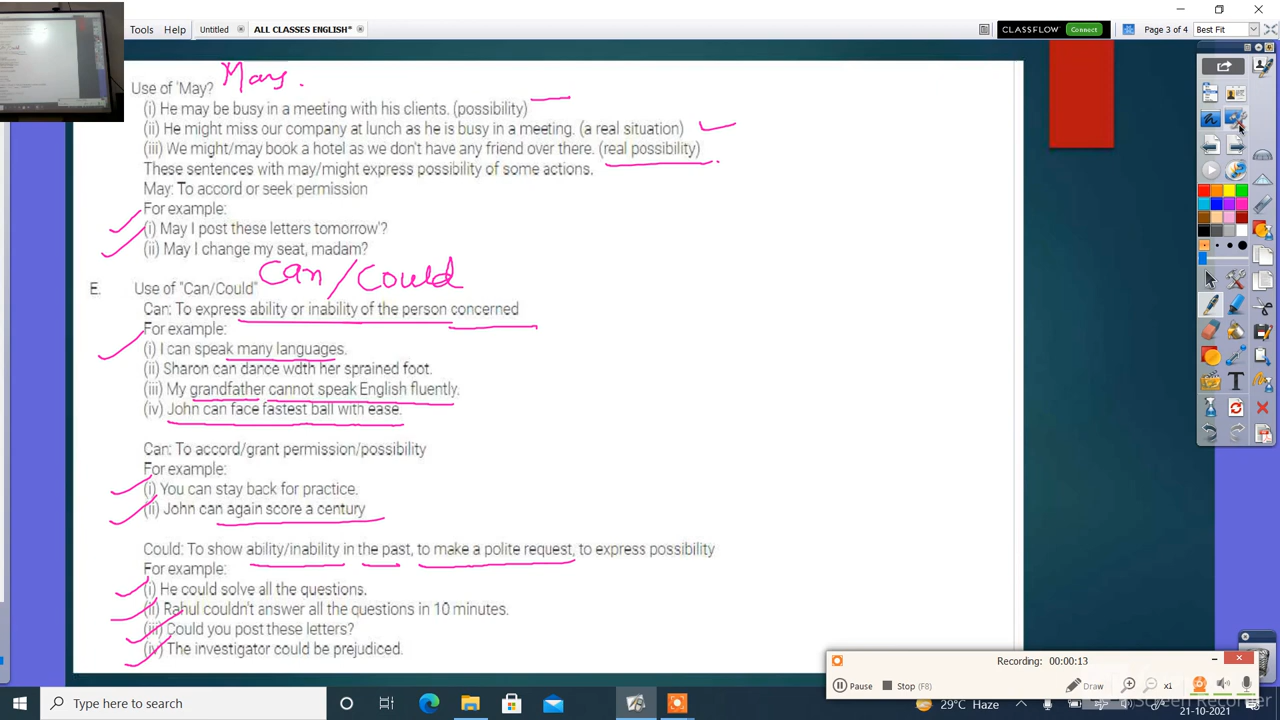 Tools Help Untitled ALL CLASSES ENGLISH* CLASSFLOW Connect Page 3 of 4 Best Fit
Use of 'May? May.
(i) He may be busy in a meeting with his clients. (possibility)
(ii) He might miss our company at lunch as he is busy in a meeting. (a real situation)
(iii) We might/may book a hotel as we don't have any friend over there. (real possibility)
These sentences with may/might express possibility of some actions.
May: To accord or seek permission
For example:
(i) May I post these letters tomorrow'?
(ii) May I change my seat, madam?
Can/Could
E. Use of "Can/Could"
Can: To express ability or inability of the person concerned
For example:
(i) I can speak many languages.
(ii) Sharon can dance wdth her sprained foot.
(iii) My grandfather cannot speak English fluently.
(iv) John can face fastest ball with ease.
Can: To accord/grant permission/possibility
For example:
(i) You can stay back for practice.
(ii) John can again score a century
Could: To show ability/inability in the past, to make a polite request, to express possibility
For example:
(i) He could solve all the questions.
(ii) Rahul couldn't answer all the questions in 10 minutes.
(iii) Could you post these letters?
(iv) The investigator could be prejudiced.
Recording: 00:00:13
Pause Stop (F8) x1 Draw
Type here to search
29°C Haze
21-10-2021